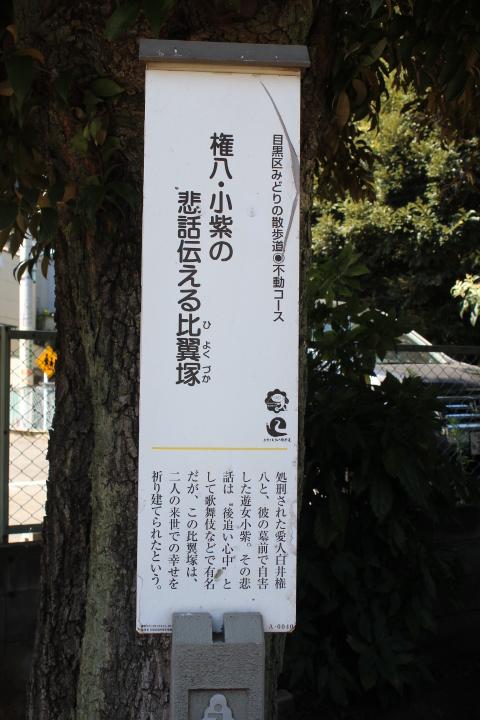 目黒区みどりの散歩道◉不動コース
権八・小紫の
悲話伝える比翼塚
ひよくづか
処刑された愛人白井権
八と、彼の墓前で自害
した遊女小紫。その悲
話は〝後追い心中〟と
して歌舞伎などで有名
だが、この比翼塚は、
二人の来世での幸せを
祈り建てられたという。
A-0040